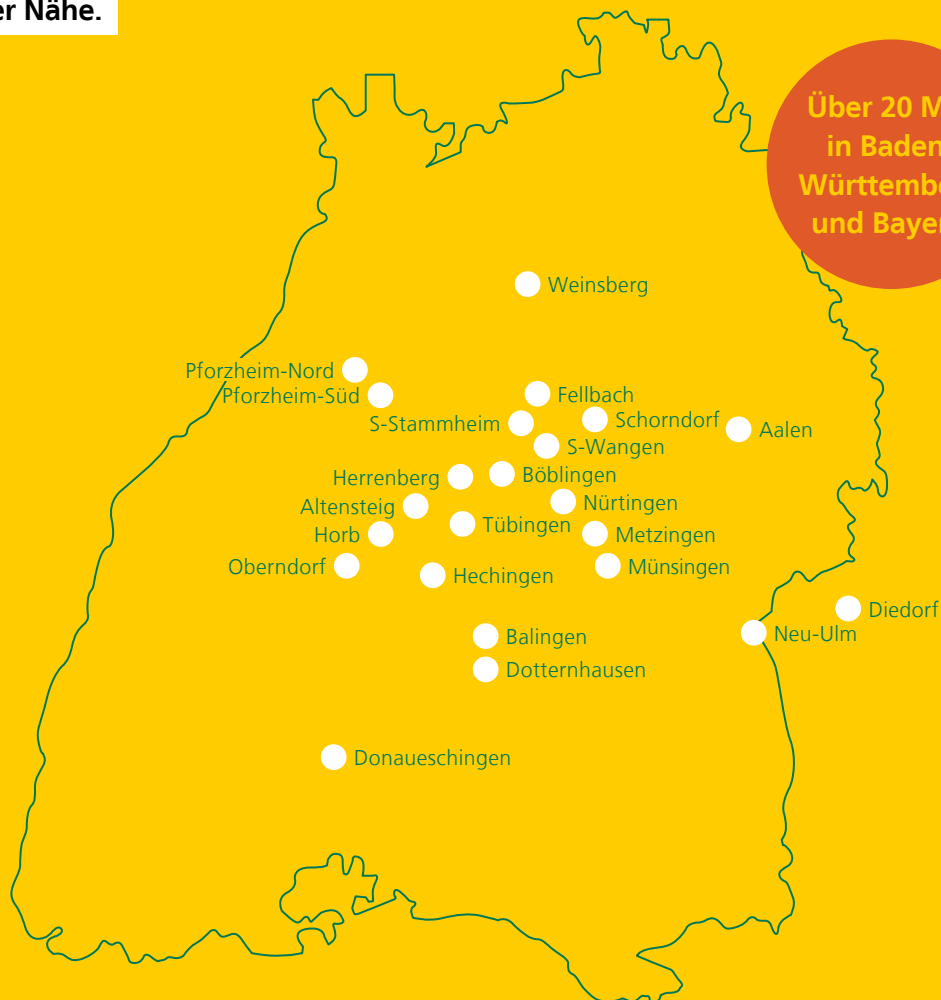 er Nähe.
Über 20 M
in Baden
Württembe
und Bayer
Weinsberg
Pforzheim-Nord
Pforzheim-Süd
Fellbach
S-Stammheim
Schorndorf
Aalen
S-Wangen
Herrenberg
Böblingen
Altensteig
Nürtingen
Horb
Tübingen
Metzingen
Oberndorf
Hechingen
Münsingen
Diedorf
Balingen
Neu-Ulm
Dotternhausen
Donaueschingen